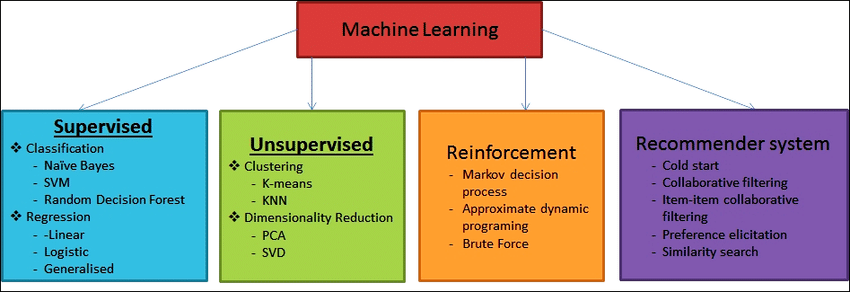 Machine Learning
Supervised
❖ Classification
- Naïve Bayes
- SVM
- Random Decision Forest
❖ Regression
- -Linear
- Logistic
- Generalised
Unsupervised
❖ Clustering
- K-means
- KNN
❖ Dimensionality Reduction
- PCA
- SVD
Reinforcement
- Markov decision
process
- Approximate dynamic
programing
- Brute Force
Recommender system
- Cold start
- Collaborative filtering
- Item-item collaborative
filtering
- Preference elicitation
- Similarity search